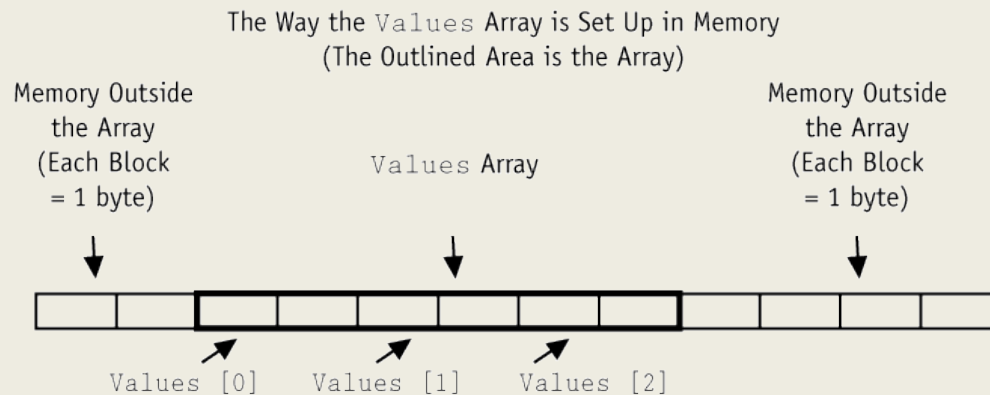 The Way the Values Array is Set Up in Memory
(The Outlined Area is the Array)
Memory Outside
the Array
(Each Block
= 1 byte)
Values Array
Memory Outside
the Array
(Each Block
= 1 byte)
Values [0]
Values [1]
Values [2]